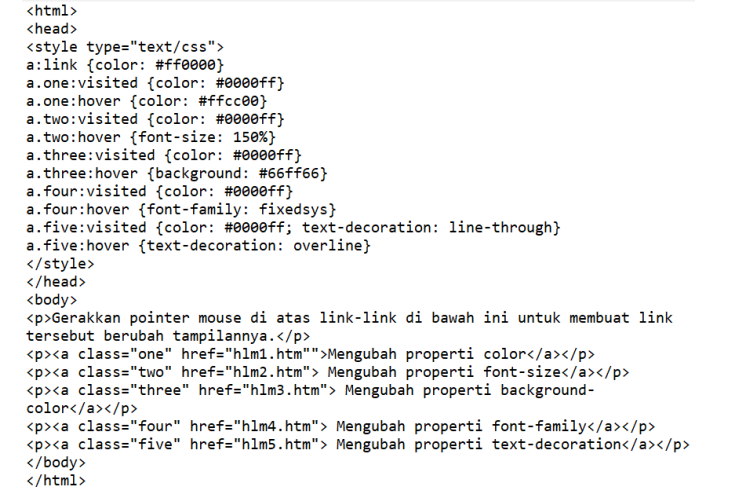 <html>
<head>
<style type="text/css">
a:link {color: #ff0000}
a.one:visited {color: #0000ff}
a.one:hover {color: #ffcc00}
a.two:visited {color: #0000ff}
a.two:hover {font-size: 150%}
a.three:visited {color: #0000ff}
a.three:hover {background: #66ff66}
a.four:visited {color: #0000ff}
a.four:hover {font-family: fixedsys}
a.five:visited {color: #0000ff; text-decoration: line-through}
a.five:hover {text-decoration: overline}
</style>
</head>
<body>
<p>Gerakkan pointer mouse di atas link-link di bawah ini untuk membuat link
tersebut berubah tampilannya.</p>
<p><a class="one" href="hlm1.htm"">Mengubah properti color</a></p>
<p><a class="two" href="hlm2.htm"> Mengubah properti font-size</a></p>
<p><a class="three" href="hlm3.htm"> Mengubah properti background-
color</a></p>
<p><a class="four" href="hlm4.htm"> Mengubah properti font-family</a></p>
<p><a class="five" href="hlm5.htm"> Mengubah properti text-decoration</a></p>
</body>
</html>